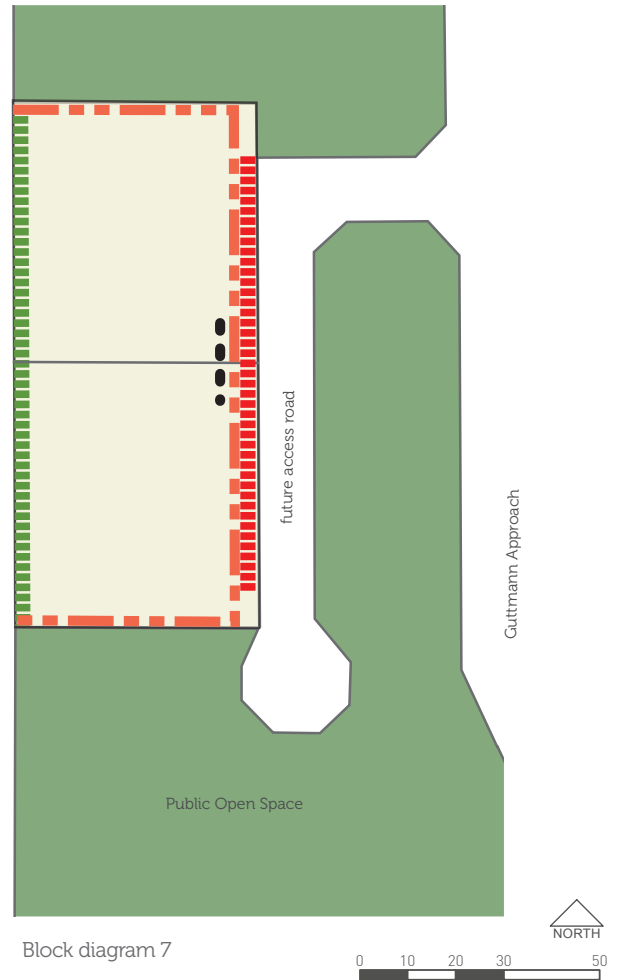 future access road
Guttmann Approach
Public Open Space
Block diagram 7
NORTH
0 10 20 30 50